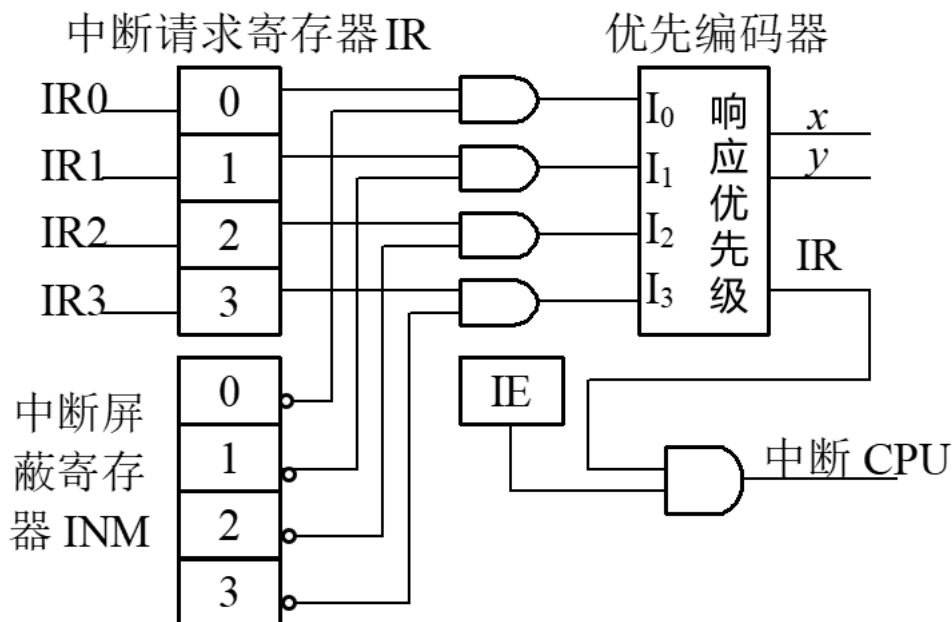 中断请求寄存器 IR
优先编码器
IR0
0
IR1
1
IR2
2
IR3
3
I0
I1
I2
I3
响应优先级
x
y
IR
中断屏蔽寄存器 INM
0
1
2
3
IE
中断 CPU